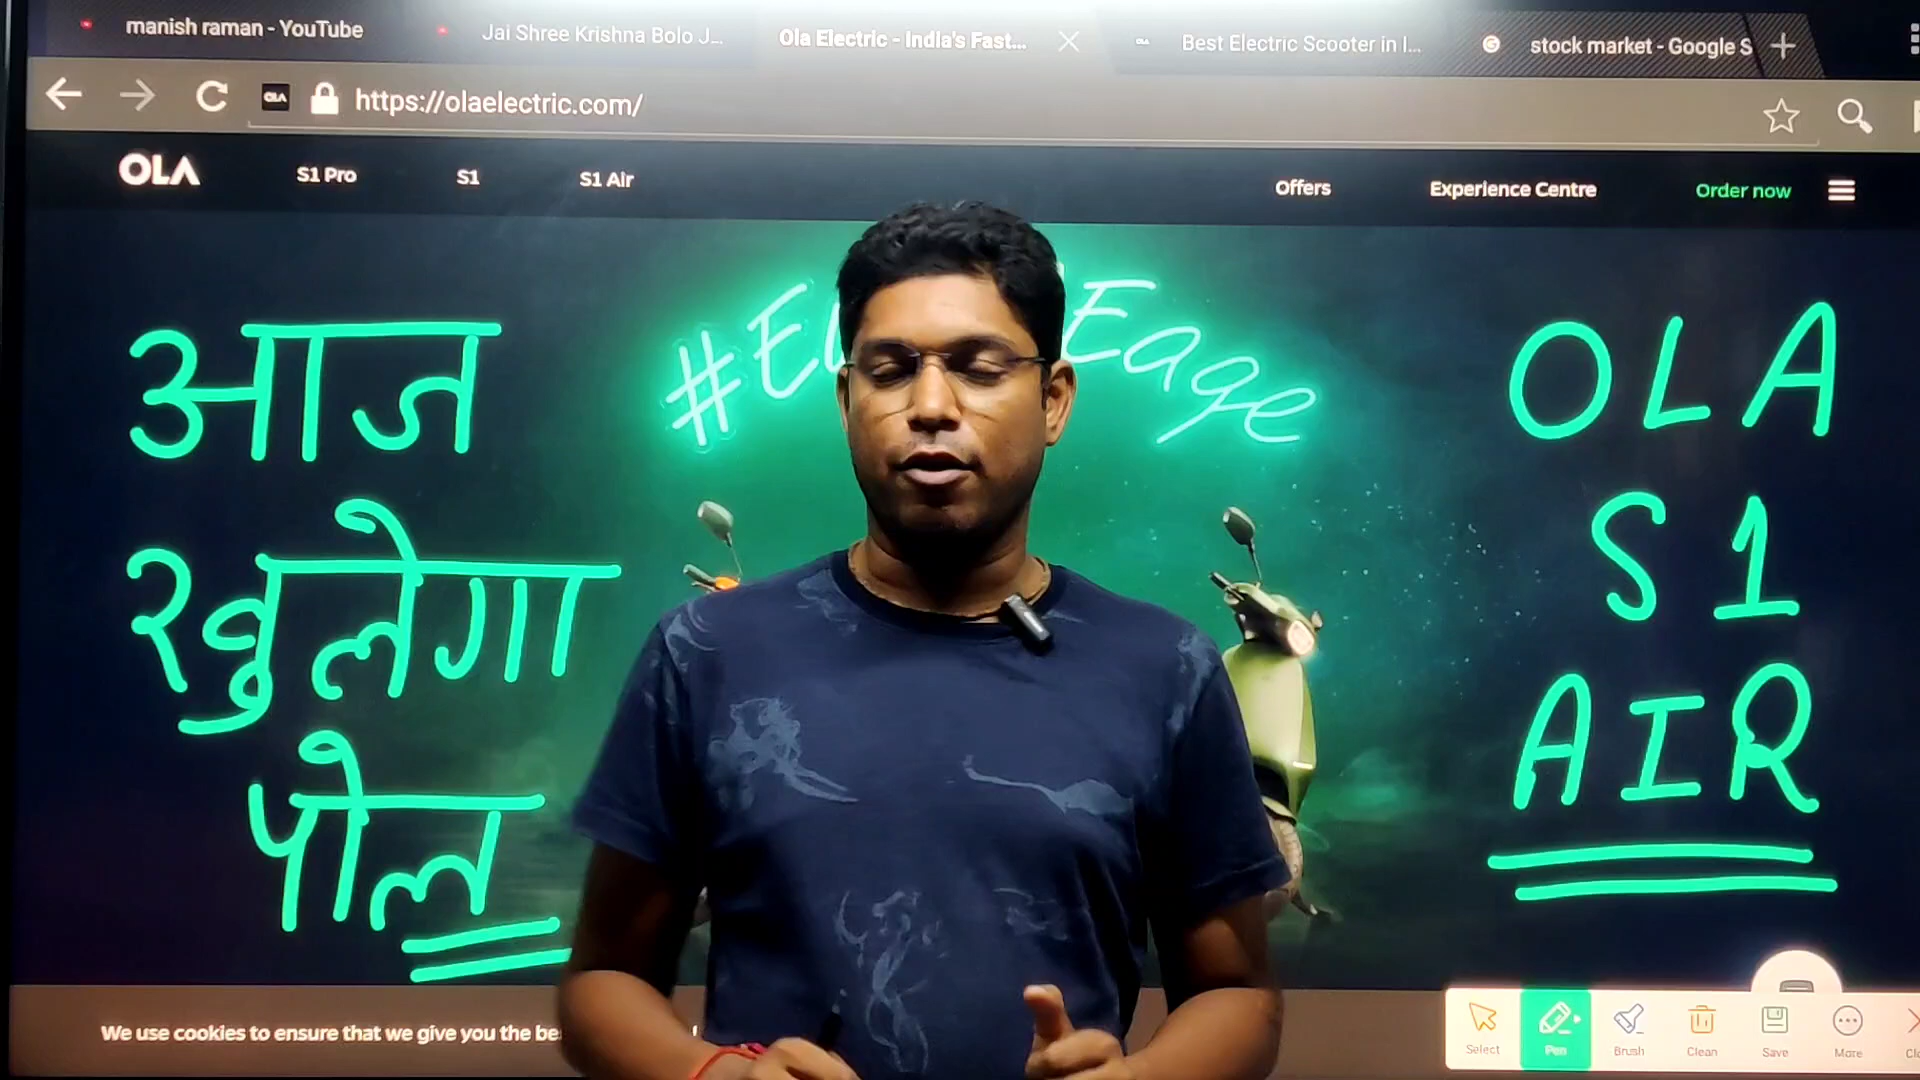 manish raman - YouTube
Jai Shree Krishna Bolo J...
Ola Electric - India's Fast...
OLA Best Electric Scooter in I...
stock market - Google S
OLA https://olaelectric.com/
OLA S1 Pro S1 S1 Air Offers Experience Centre Order now
आज
खुलेगा
पोल
OLA
S1
AIR
We use cookies to ensure that we give you the
Select Pen Brush Clean Save More